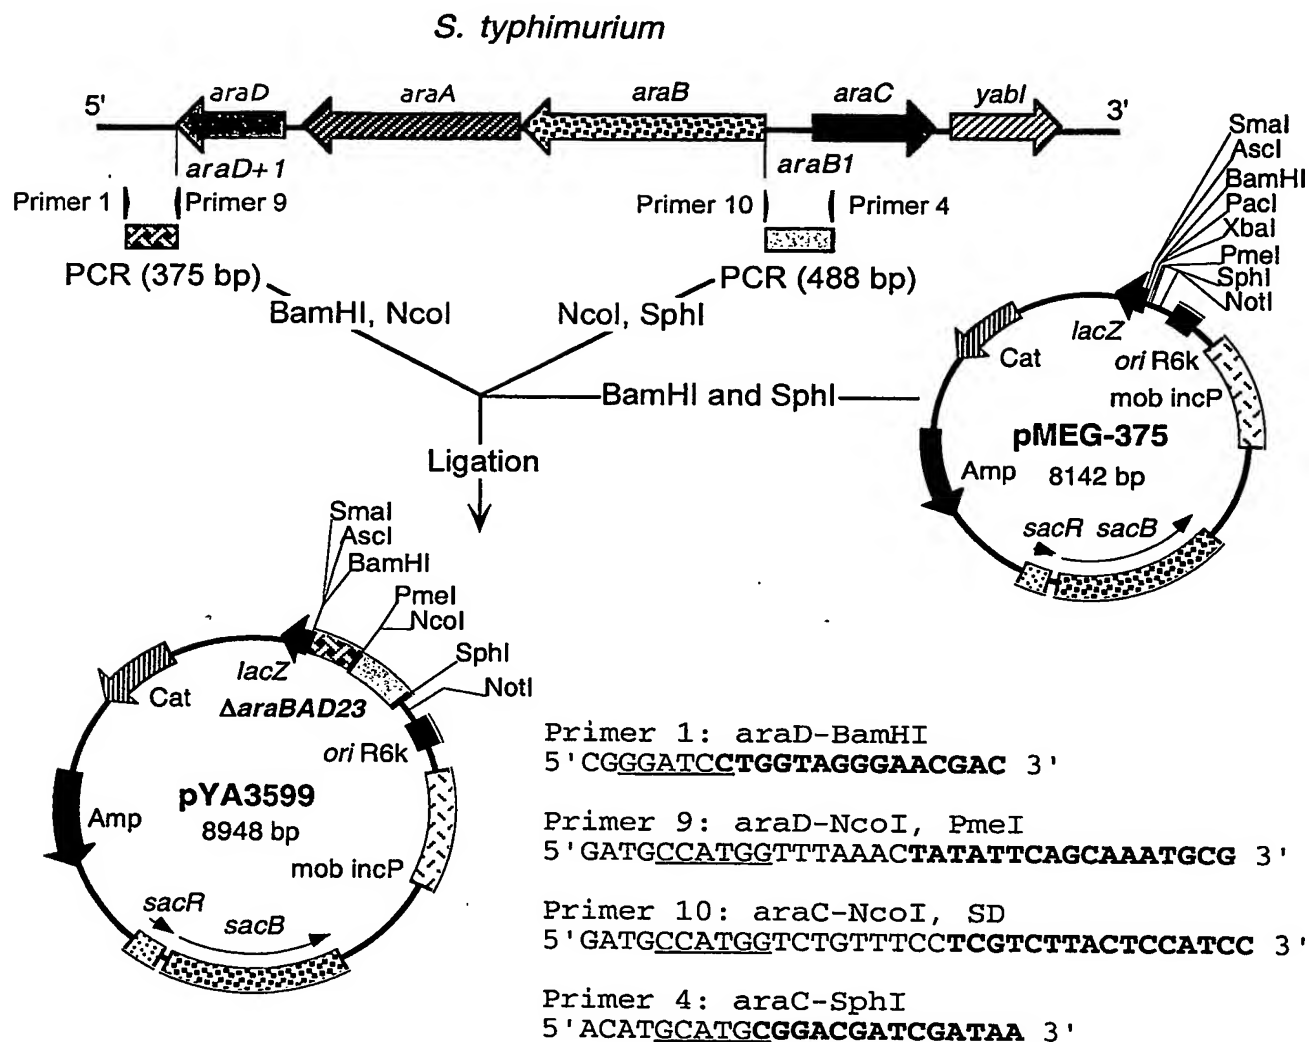 S. typhimurium
5'
araD
araA
araB
araC
yabI
3'
araD+1
araB1
Primer 1
Primer 9
Primer 10
Primer 4
PCR (375 bp)
PCR (488 bp)
BamHI, NcoI
NcoI, SphI
BamHI and SphI
Ligation
SmaI
AscI
BamHI
PacI
XbaI
PmeI
SphI
NotI
lacZ
Cat
ori R6k
mob incP
pMEG-375
8142 bp
Amp
sacR sacB
SmaI
AscI
BamHI
PmeI
NcoI
SphI
NotI
lacZ
Cat
ΔaraBAD23
ori R6k
pYA3599
8948 bp
Amp
mob incP
sacR
sacB
Primer 1: araD-BamHI
5'CGGGATCCTGGTAGGGAACGAC 3'
Primer 9: araD-NcoI, PmeI
5'GATGCCATGGTTTAAACTATATTCAGCAAATGCG 3'
Primer 10: araC-NcoI, SD
5'GATGCCATGGTCTGTTTCCTCGTCTTACTCCATCC 3'
Primer 4: araC-SphI
5'ACATGCATGCGGACGATCGATAA 3'